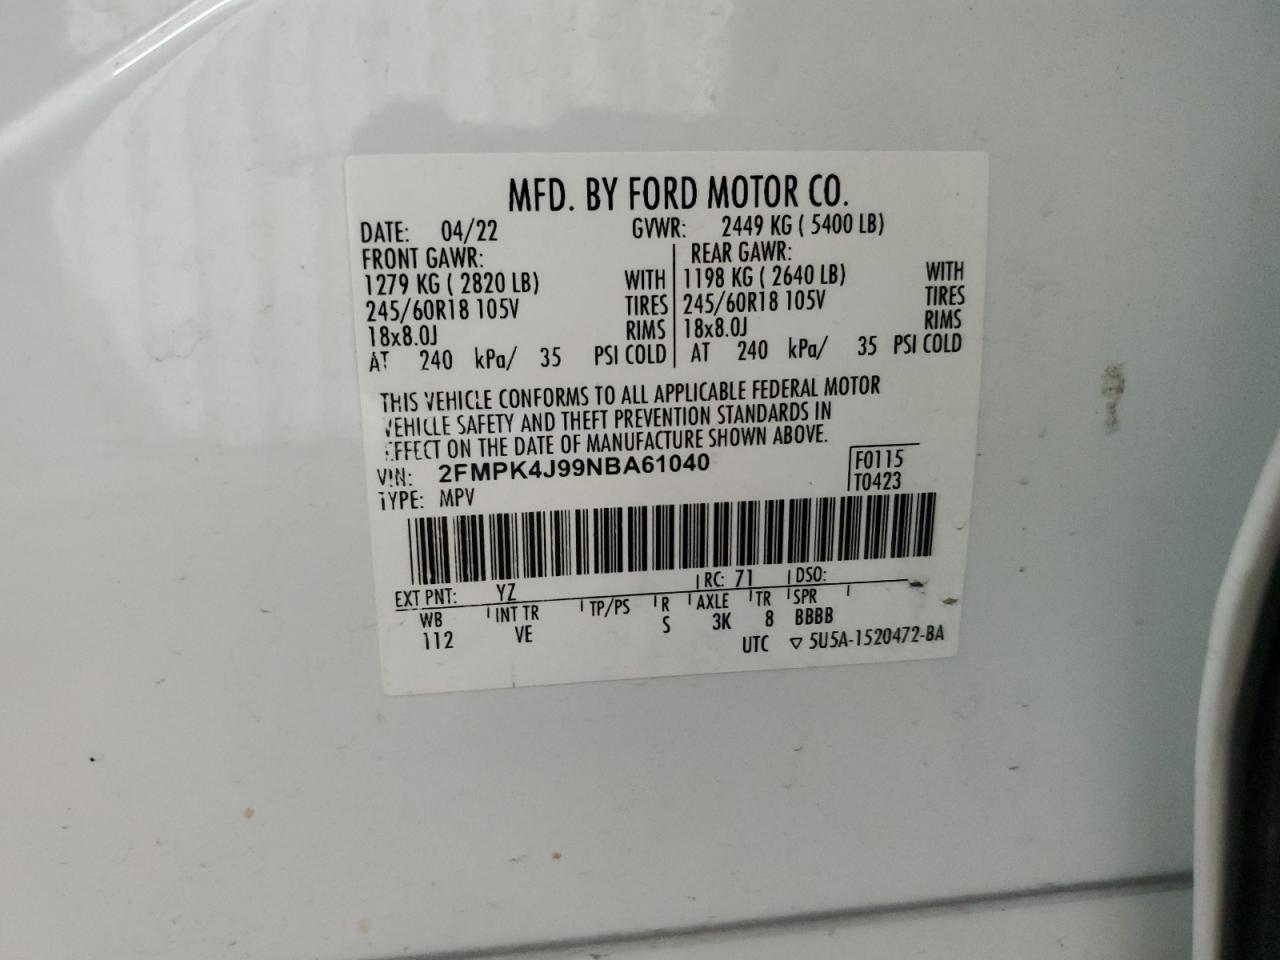 MFD. BY FORD MOTOR CO.
DATE: 04/22 GVWR: 2449 KG ( 5400 LB)
FRONT GAWR: REAR GAWR:
1279 KG ( 2820 LB) WITH 1198 KG ( 2640 LB) WITH
245/60R18 105V TIRES 245/60R18 105V TIRES
18x8.0J RIMS 18x8.0J RIMS
AT 240 kPa/ 35 PSI COLD AT 240 kPa/ 35 PSI COLD
THIS VEHICLE CONFORMS TO ALL APPLICABLE FEDERAL MOTOR
VEHICLE SAFETY AND THEFT PREVENTION STANDARDS IN
EFFECT ON THE DATE OF MANUFACTURE SHOWN ABOVE.
VIN: 2FMPK4J99NBA61040 F0115
TYPE: MPV T0423
EXT PNT: YZ RC: 71 DSO:
WB INT TR TP/PS R AXLE TR SPR
112 VE S 3K 8 BBBB
UTC ▽ 5U5A-1520472-BA